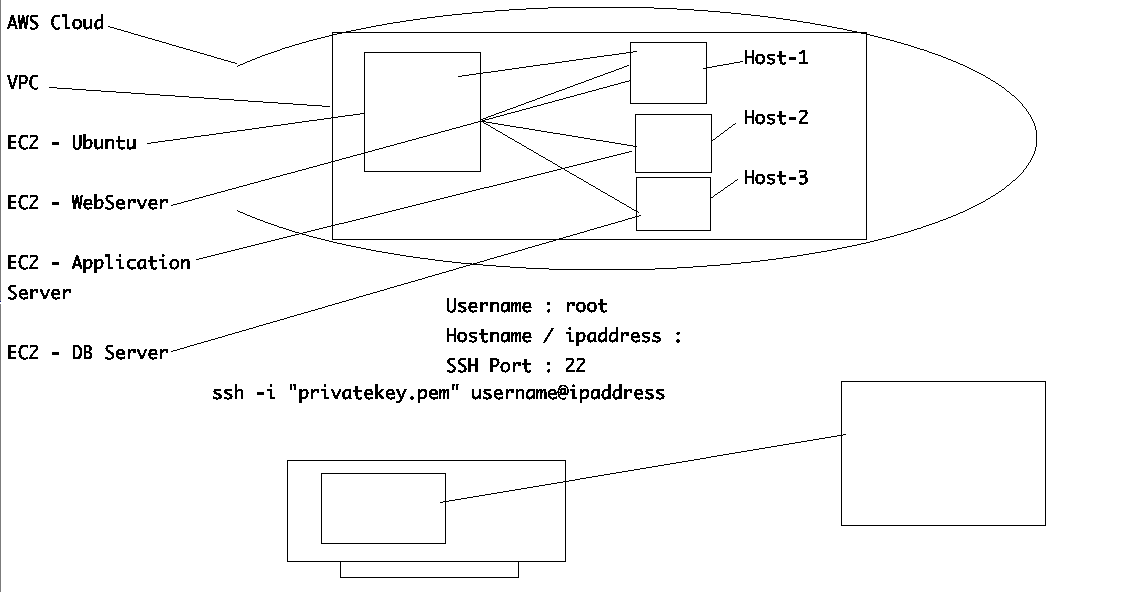 AWS Cloud
VPC
EC2 - Ubuntu
EC2 - WebServer
EC2 - Application
Server
EC2 - DB Server
Host-1
Host-2
Host-3
Username : root
Hostname / ipaddress :
SSH Port : 22
ssh -i "privatekey.pem" username@ipaddress